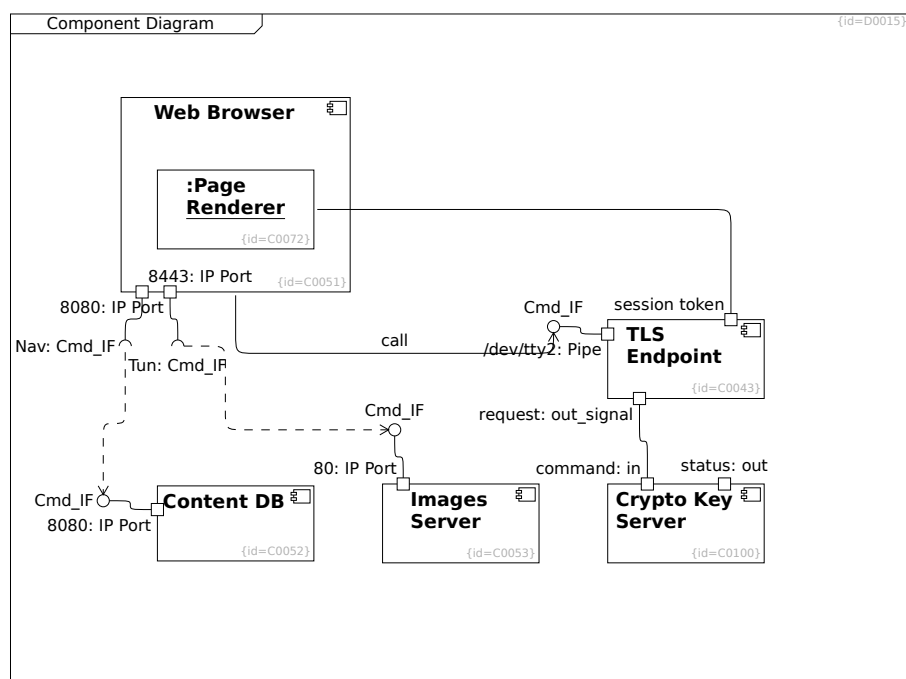 Component Diagram
{id=D0015}
Web Browser
:Page
Renderer
{id=C0072}
8443: IP Port
{id=C0051}
8080: IP Port
Cmd_IF
session token
Nav: Cmd_IF
call
/dev/tty2: Pipe
TLS
Endpoint
Tun: Cmd_IF
{id=C0043}
Cmd_IF
request: out_signal
80: IP Port
command: in
status: out
Cmd_IF
Content DB
Images
Server
Crypto Key
Server
8080: IP Port
{id=C0052}
{id=C0053}
{id=C0100}